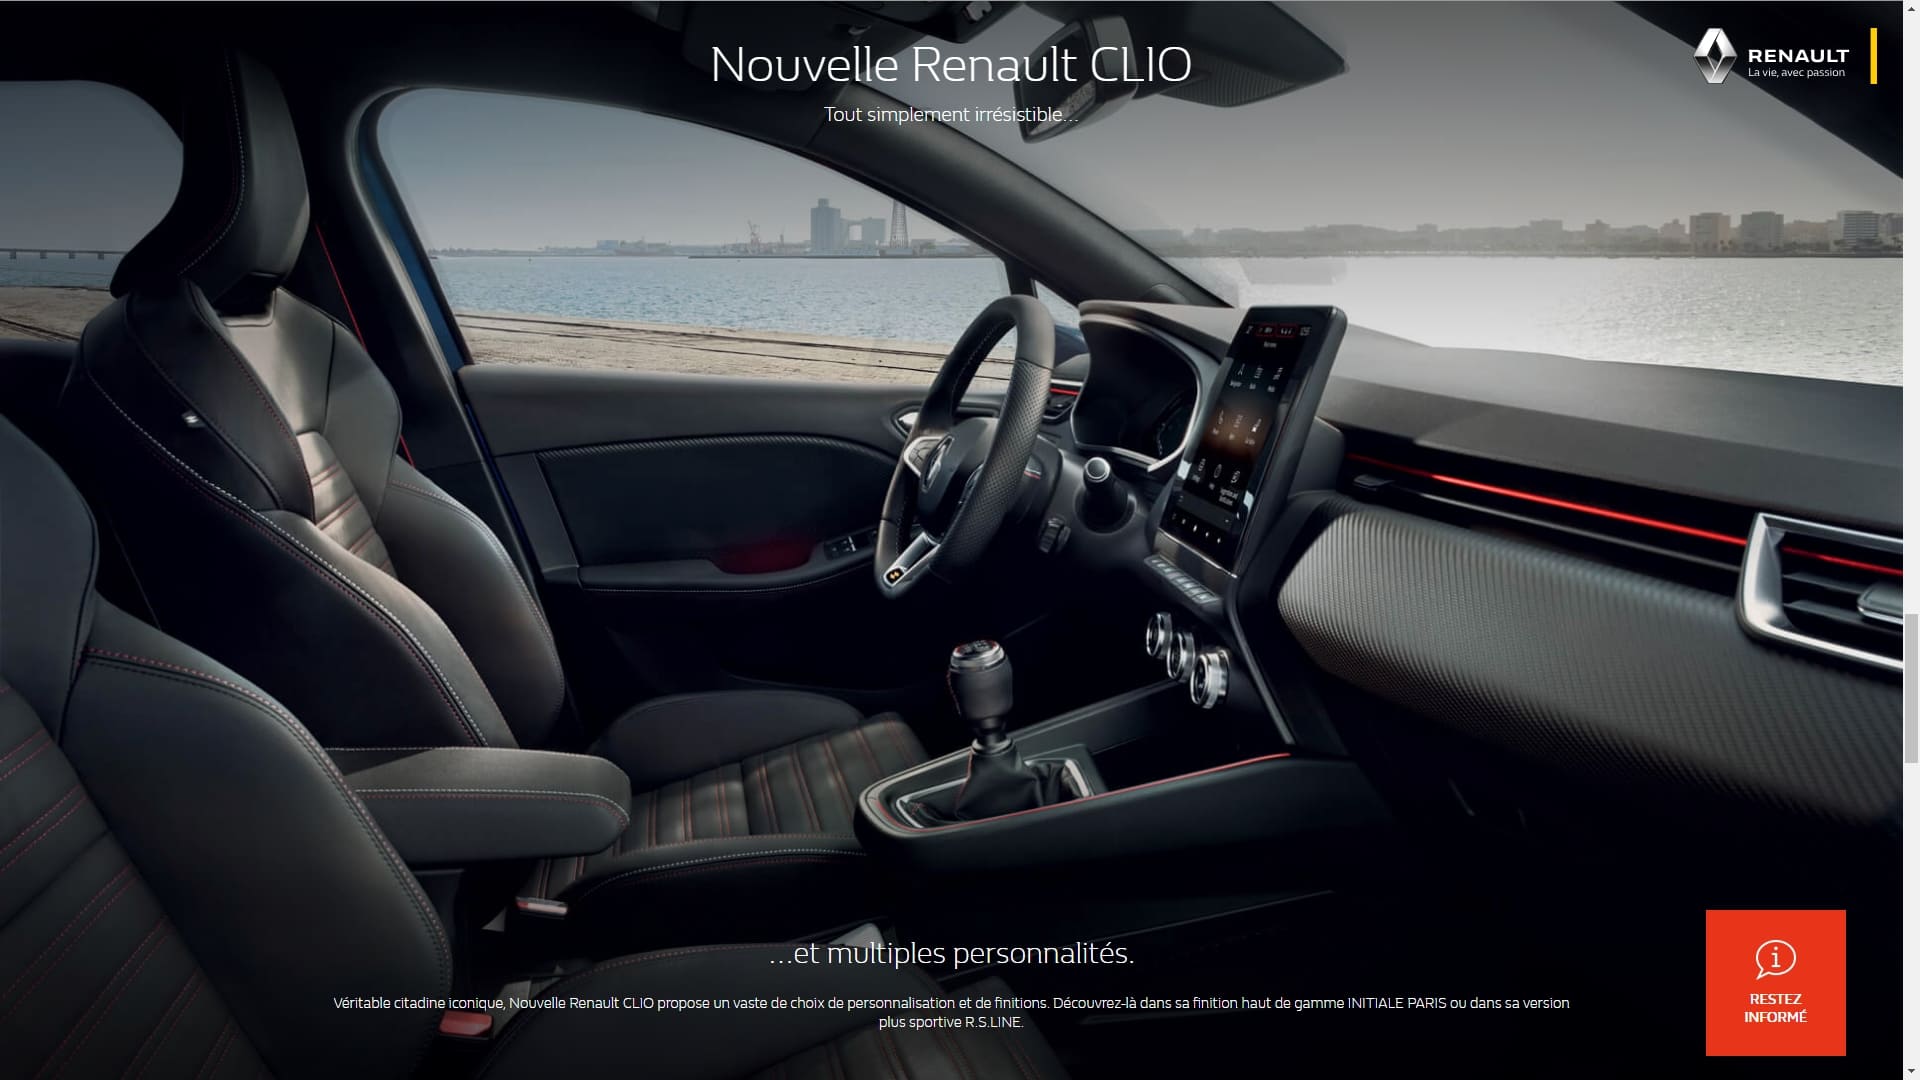 Nouvelle Renault CLIO
Tout simplement irrésistible...
RENAULT
La vie, avec passion
...et multiples personnalités.
Véritable citadine iconique, Nouvelle Renault CLIO propose un vaste de choix de personnalisation et de finitions. Découvrez-là dans sa finition haut de gamme INITIALE PARIS ou dans sa version
plus sportive R.S.LINE.
RESTEZ
INFORMÉ